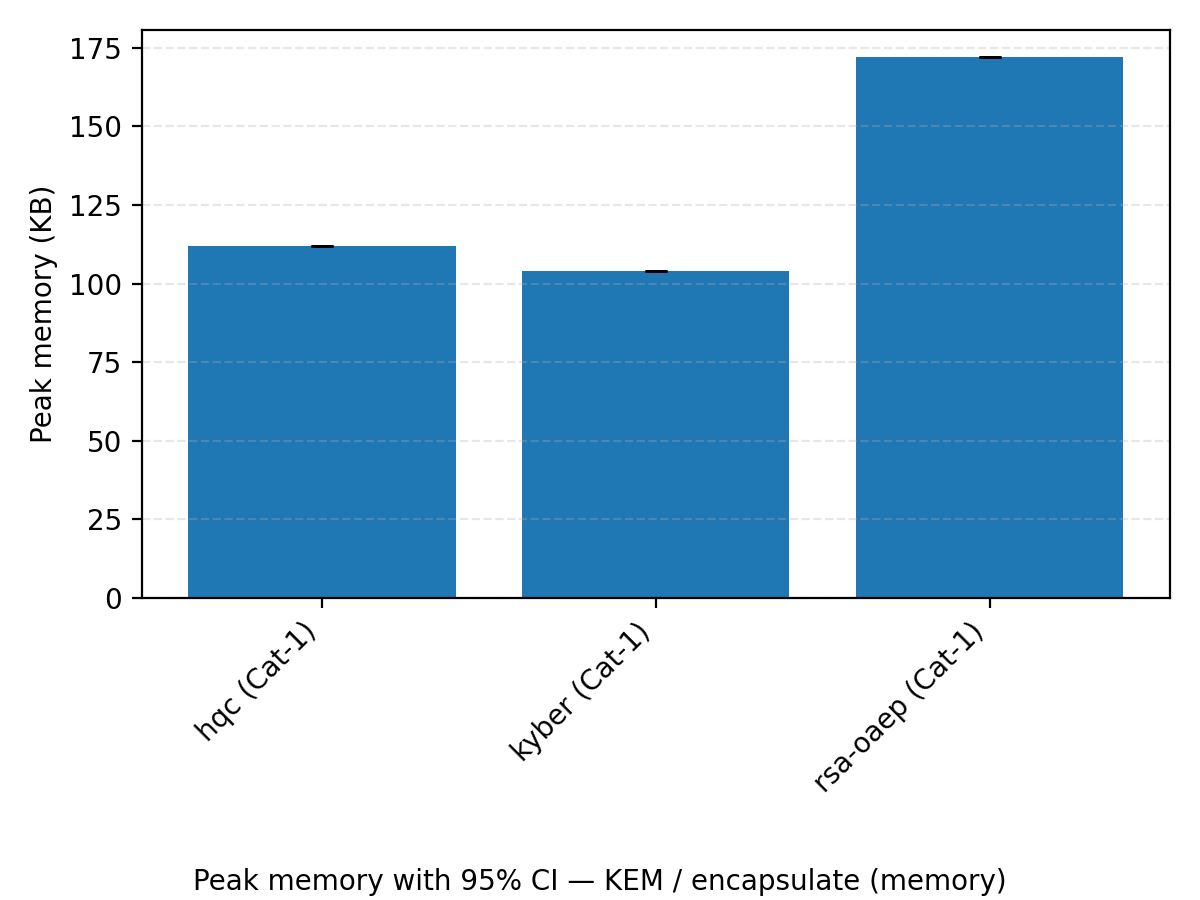 Peak memory (KB)
175
150
125
100
75
50
25
0
hqc (Cat-1)
kyber (Cat-1)
rsa-oaep (Cat-1)
Peak memory with 95% CI — KEM / encapsulate (memory)